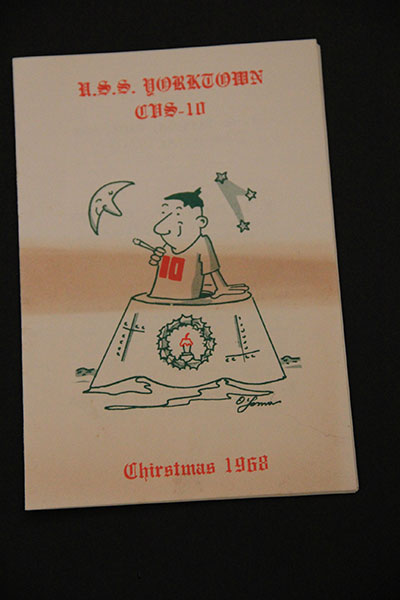 U.S.S. YORKTOWN
CVS-10
10
Chirstmas 1968